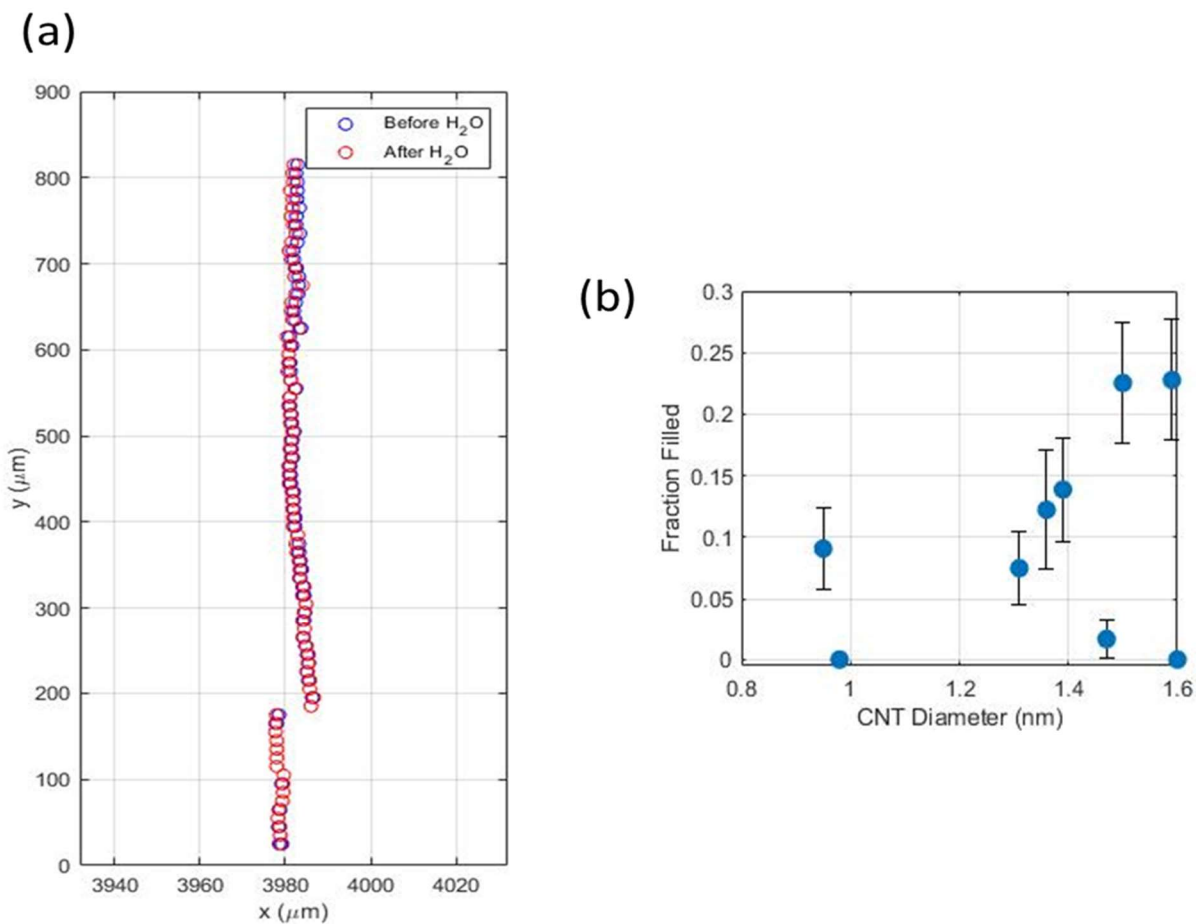 (a)
900
800
700
600
500
400
300
200
100
0
y (μm)
Before H₂O
After H₂O
3940 3960 3980 4000 4020
x (μm)
(b)
0.3
0.25
0.2
0.15
0.1
0.05
0
Fraction Filled
0.8 1 1.2 1.4 1.6
CNT Diameter (nm)